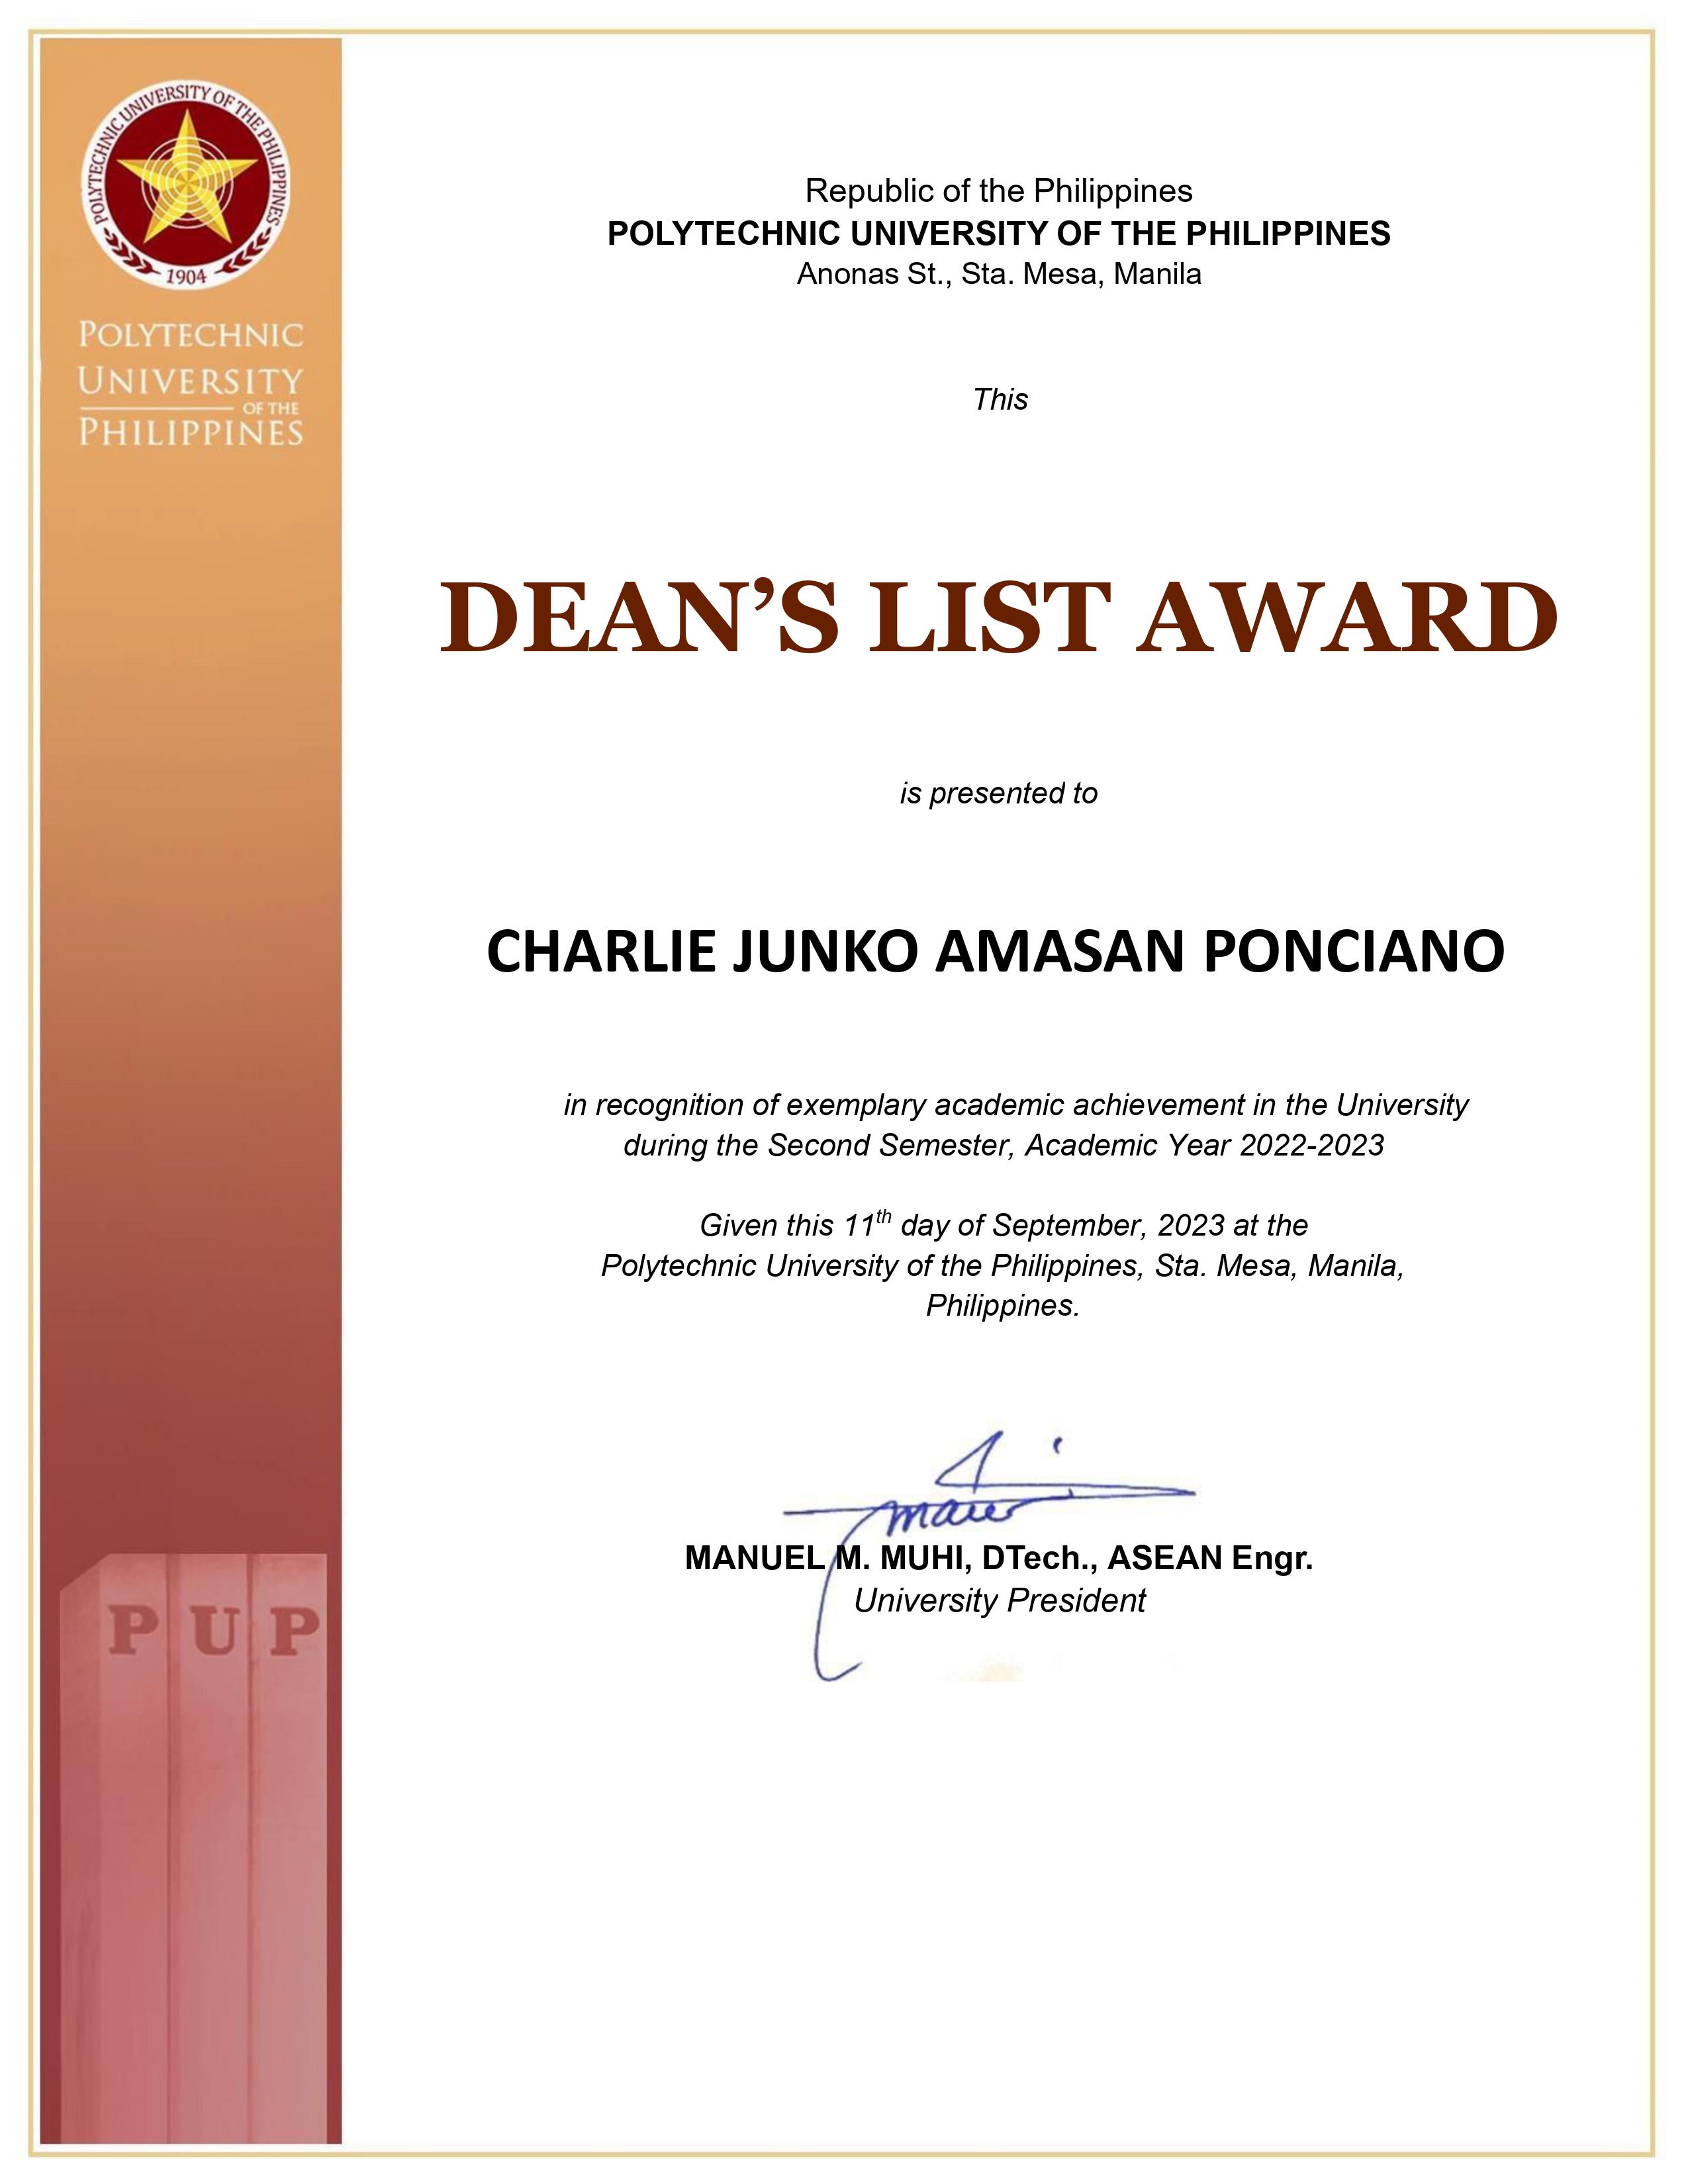 POLYTECHNIC UNIVERSITY OF THE PHILIPPINES
1904
POLYTECHNIC
UNIVERSITY
OF THE
PHILIPPINES
Republic of the Philippines
POLYTECHNIC UNIVERSITY OF THE PHILIPPINES
Anonas St., Sta. Mesa, Manila
This
DEAN’S LIST AWARD
is presented to
CHARLIE JUNKO AMASAN PONCIANO
in recognition of exemplary academic achievement in the University
during the Second Semester, Academic Year 2022-2023
Given this 11th day of September, 2023 at the
Polytechnic University of the Philippines, Sta. Mesa, Manila,
Philippines.
MANUEL M. MUHI, DTech., ASEAN Engr.
University President
P U P